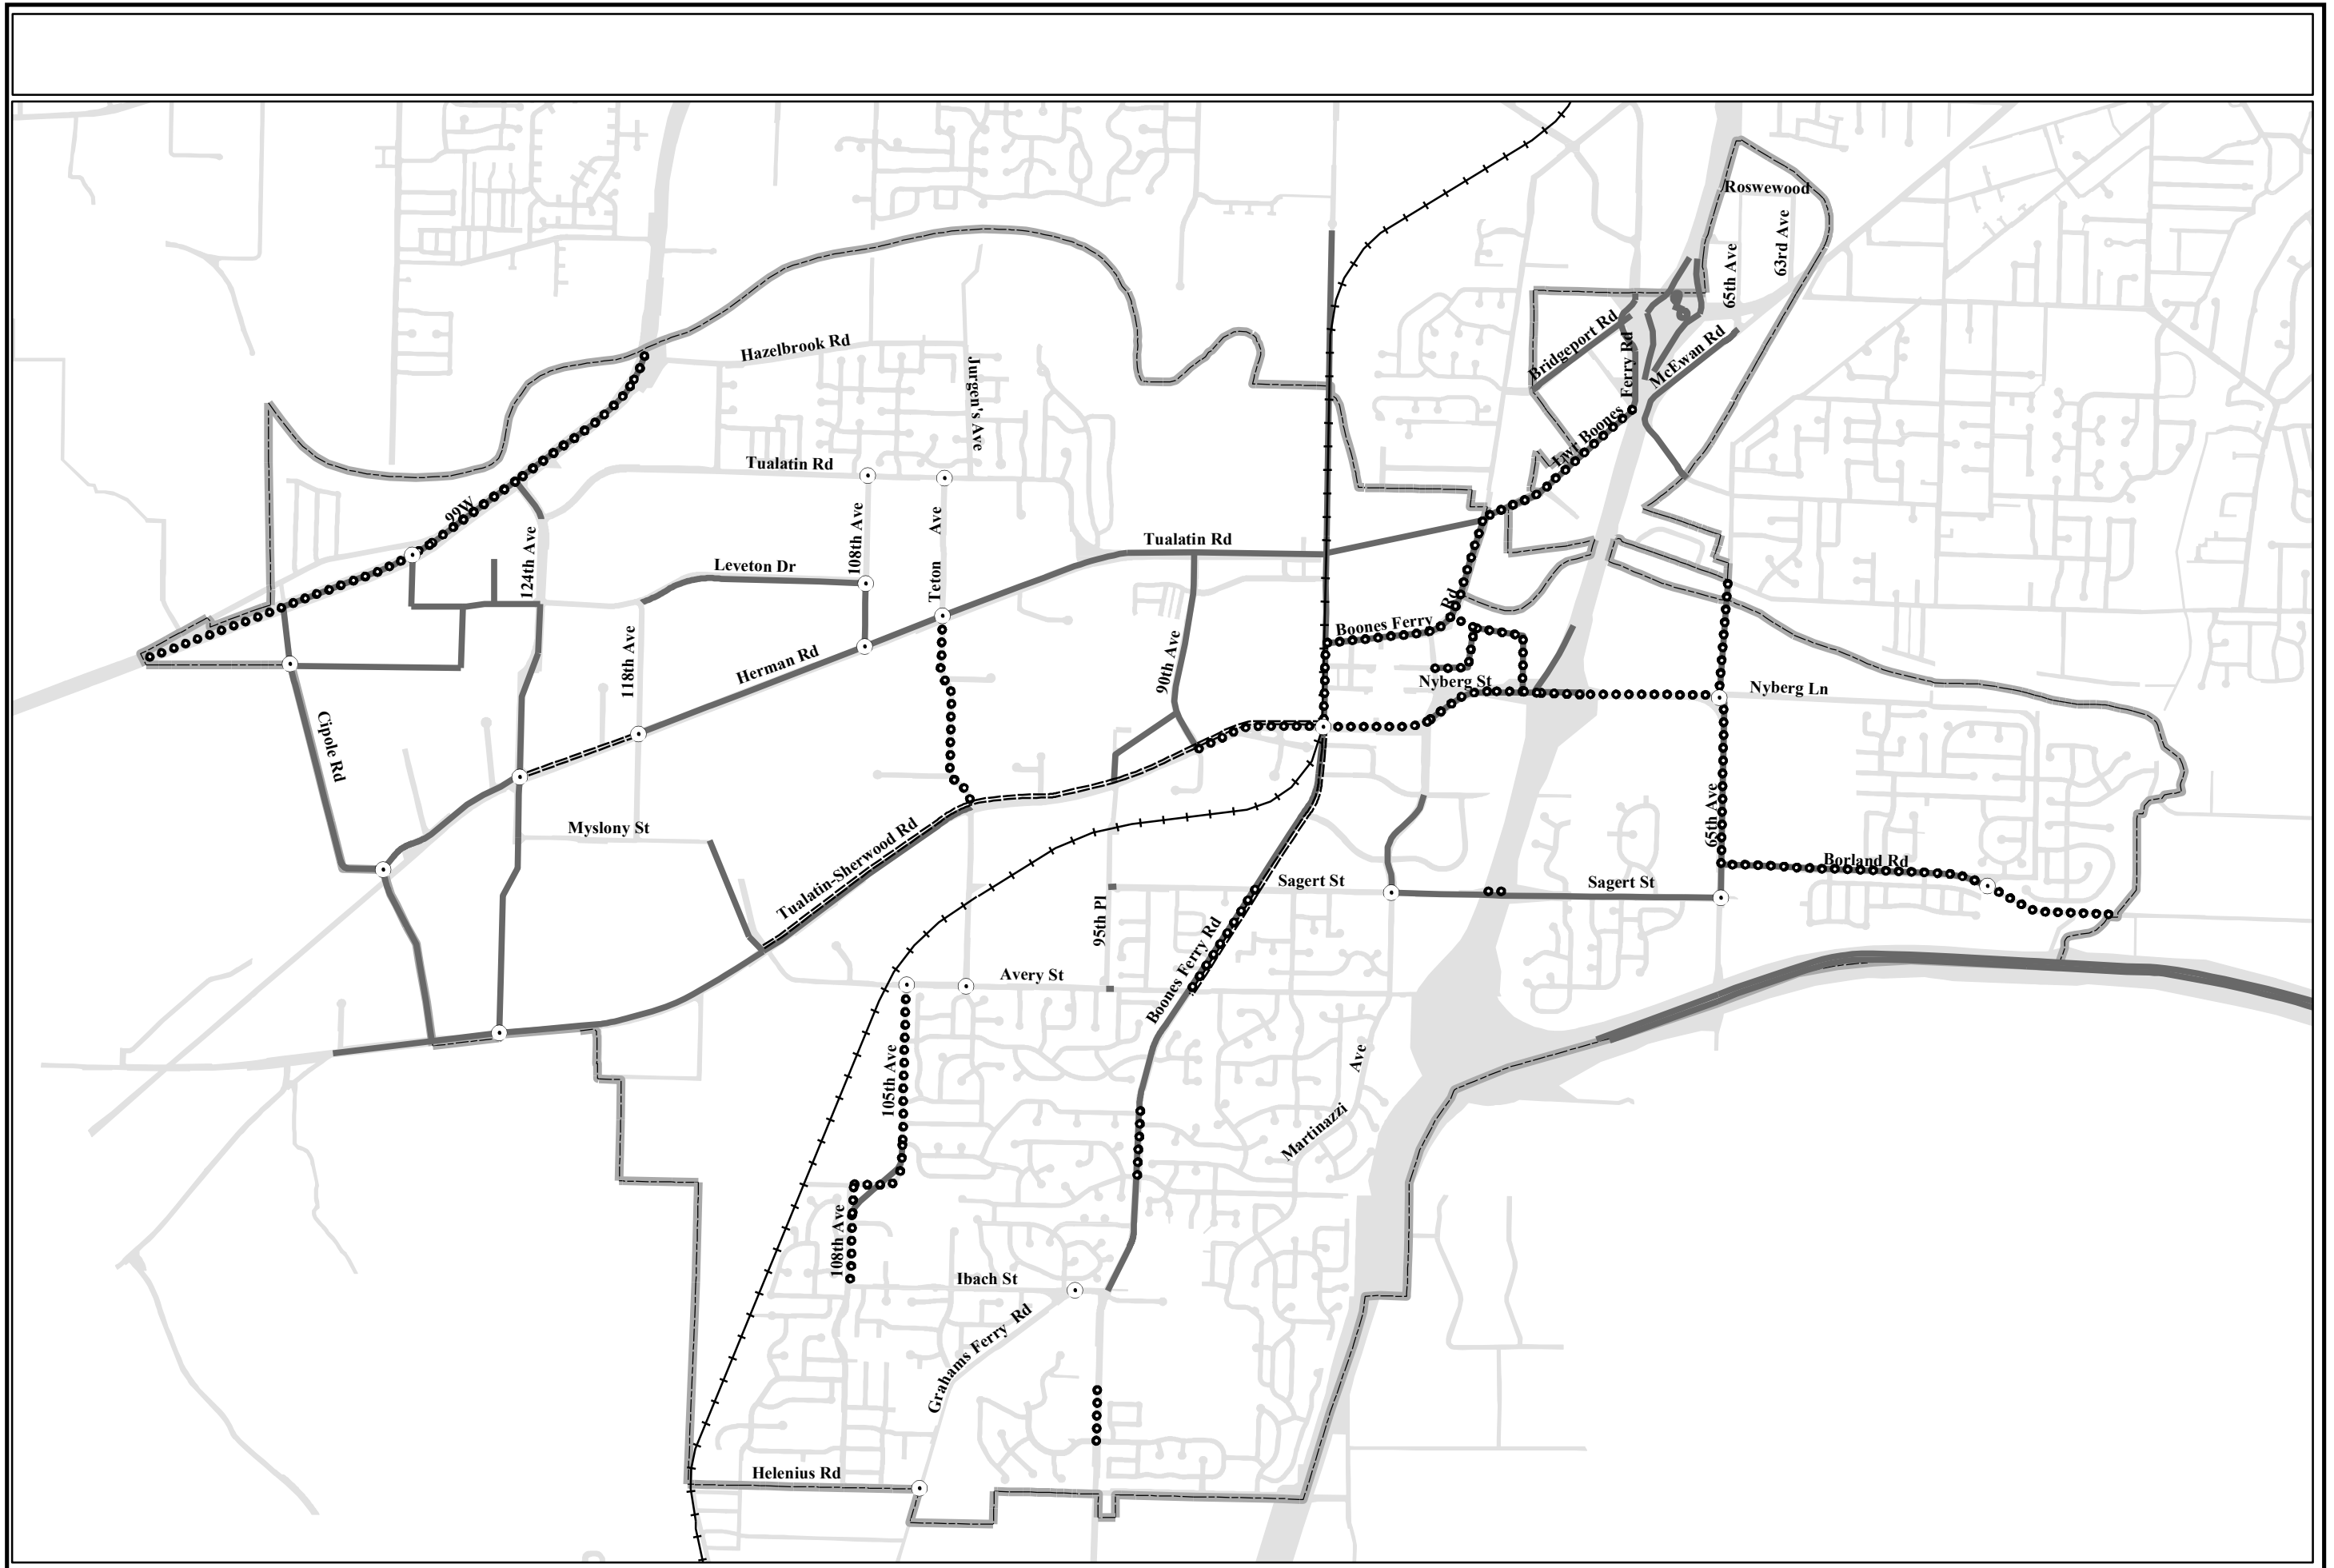 Roswewood
63rd Ave
65th Ave
Bridgeport Rd
Ferry Rd
McEwan Rd
Lwr Boones
Hazelbrook Rd
Jurgen's Ave
Tualatin Rd
99W
124th Ave
108th Ave
Teton Ave
Tualatin Rd
Leveton Dr
118th Ave
Herman Rd
90th Ave
Boones Ferry Rd
Nyberg St
Nyberg Ln
Cipole Rd
Myslony St
Tualatin-Sherwood Rd
65th Ave
Borland Rd
Sagert St
Sagert St
95th Pl
Boones Ferry Rd
Avery St
105th Ave
Martinazzi Ave
108th Ave
Ibach St
Grahams Ferry Rd
Helenius Rd